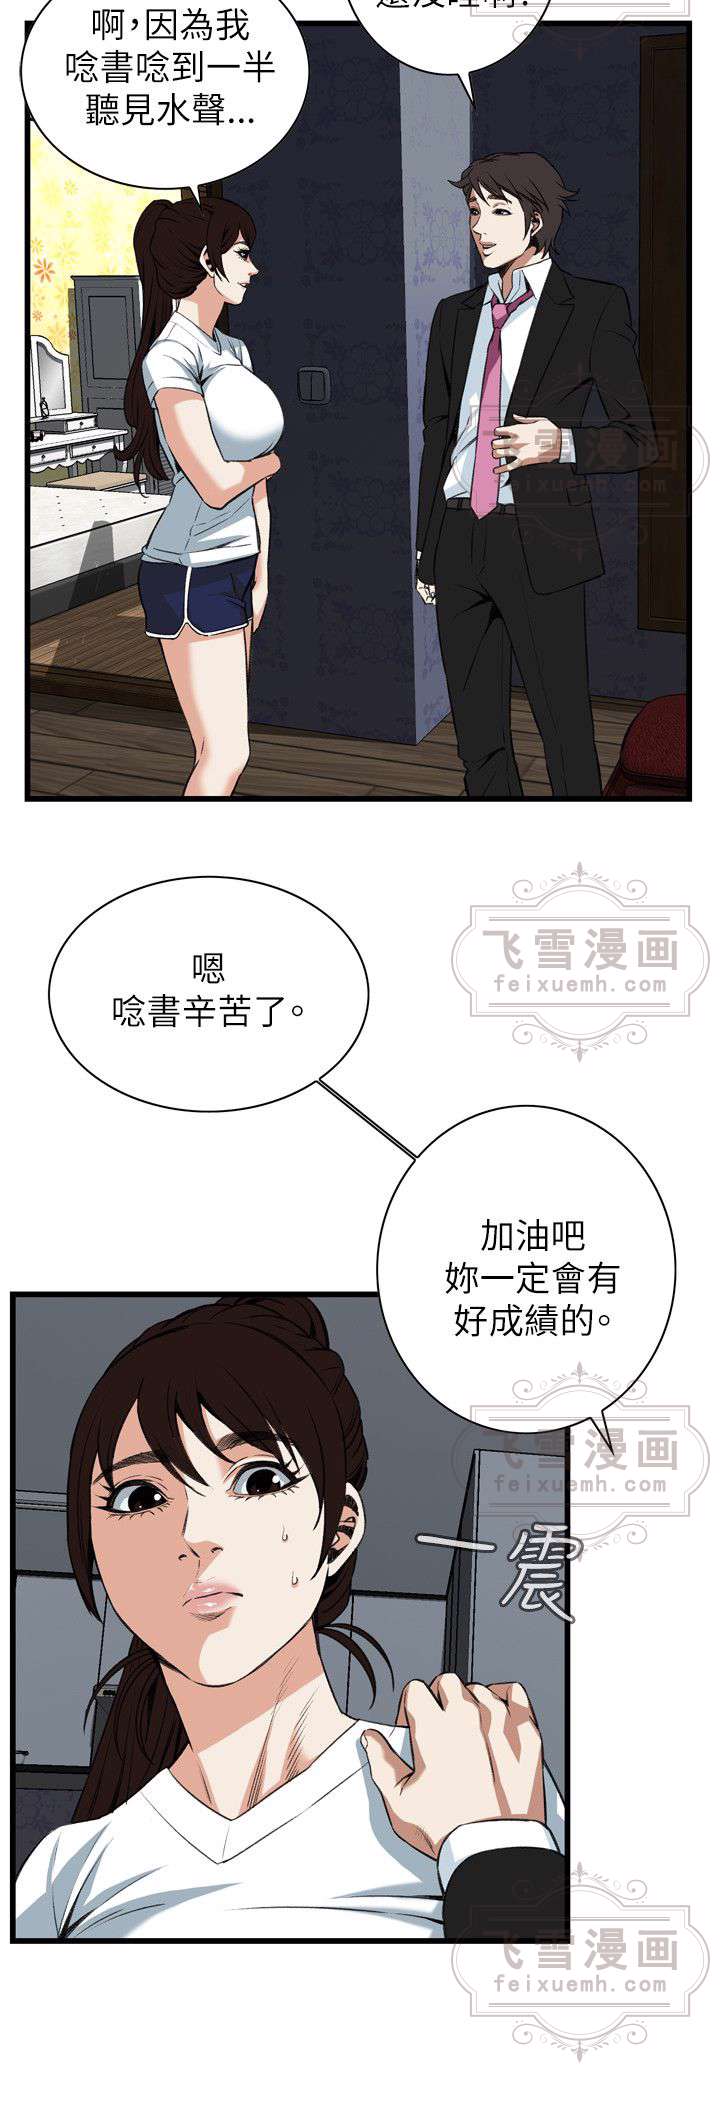 啊，因為我
唸書唸到一半
聽見水聲...
飞雪漫画
feixuemh.com
嗯
唸書辛苦了。
飞雪漫画
feixuemh.com
加油吧
妳一定會有
好成績的。
飞雪漫画
feixuemh.com
一震
飞雪漫画
feixuemh.com